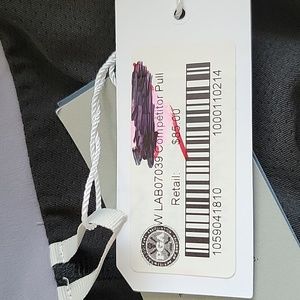 W LAB07039 Competitor Pull
Retail: $85.00
1059041810 1000110214